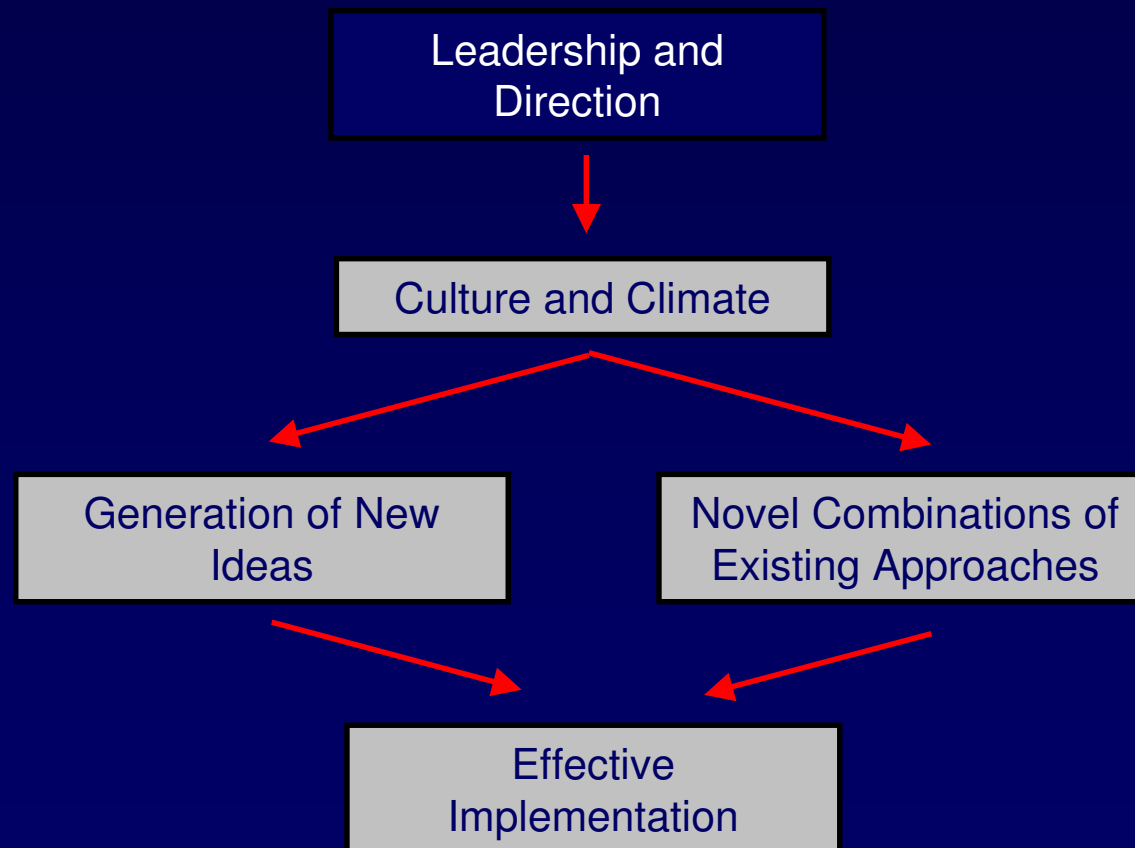 Leadership and
Direction
Culture and Climate
Generation of New
Ideas
Novel Combinations of
Existing Approaches
Effective
Implementation